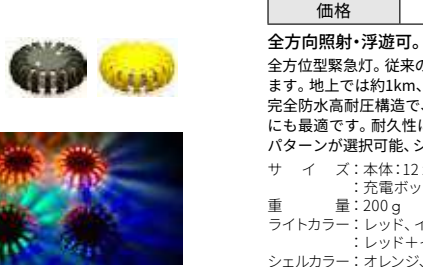 価格
全方向照射・浮遊可。
全方位型緊急灯。従来の
ます。地上では約1km、
完全防水高耐圧構造で、
にも最適です。耐久性に
パターンが選択可能、シ
サイズ：本体：12
：充電ボッ
重量：200g
ライトカラー：レッド、イ
：レッド＋イ
シェルカラー：オレンジ、